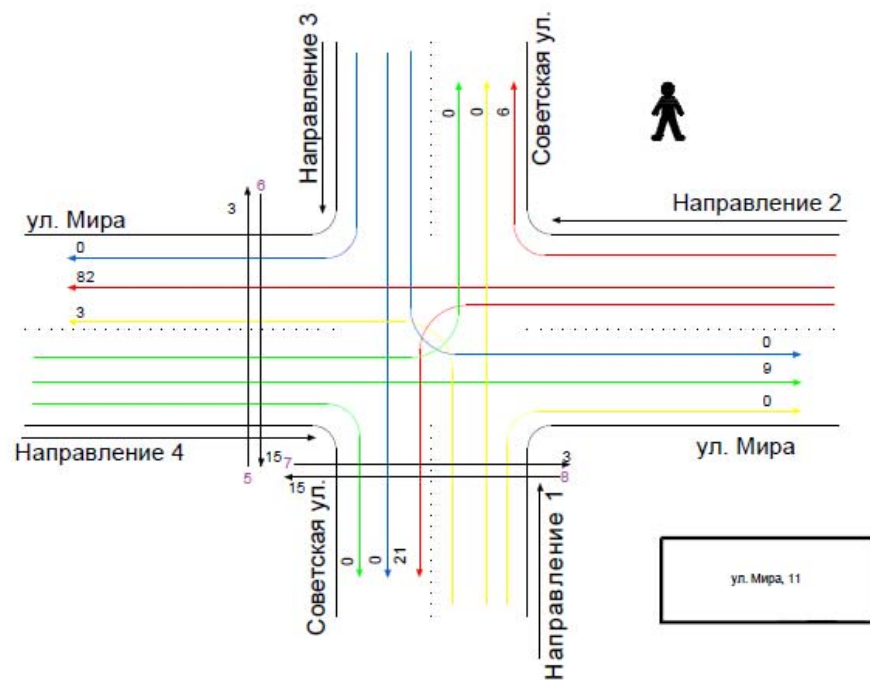 Направление 3
Советская ул.
0
0
6
6
3
ул. Мира
Направление 2
0
82
3
0
9
0
Направление 4
15
7
3
5
15
8
ул. Мира
Советская ул.
0
0
21
Направление 1
ул. Мира, 11